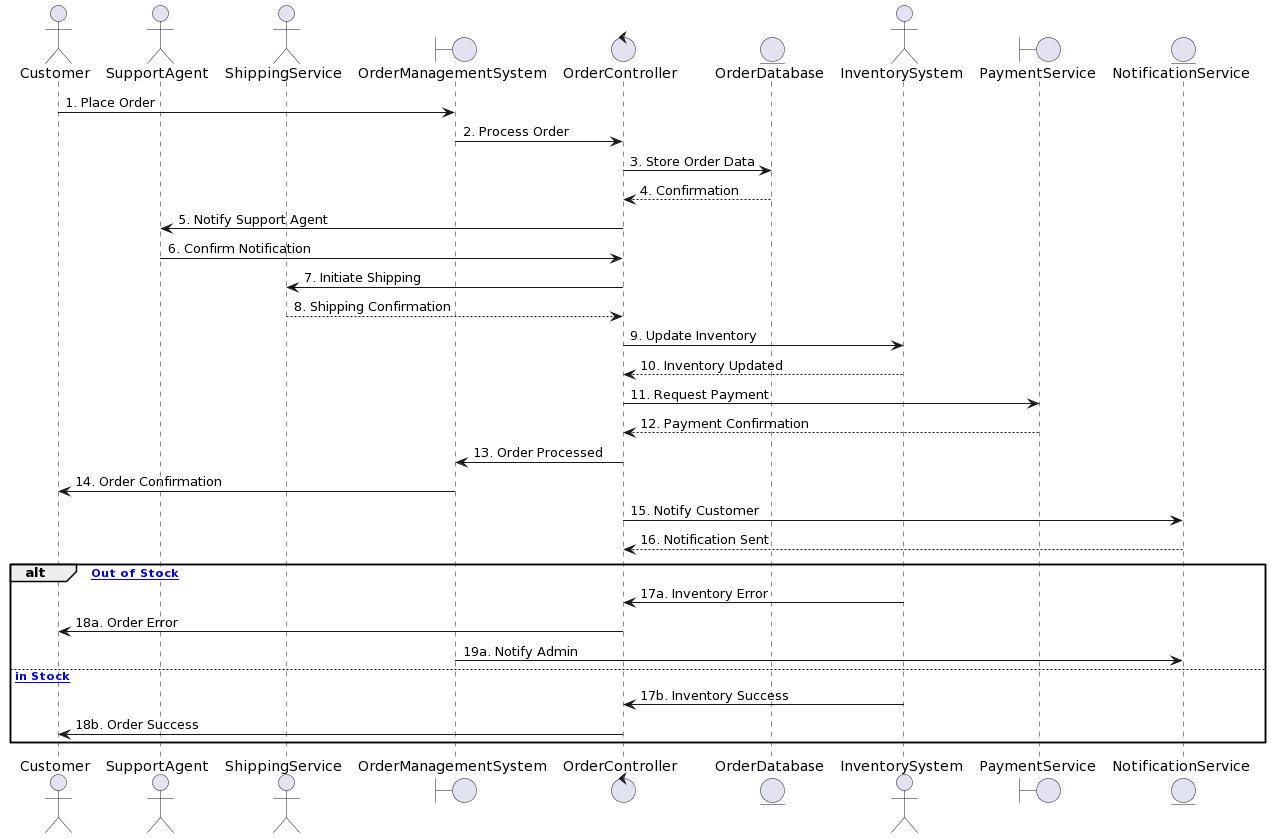 Customer SupportAgent ShippingService OrderManagementSystem OrderController OrderDatabase InventorySystem PaymentService NotificationService
1. Place Order
2. Process Order
3. Store Order Data
4. Confirmation
5. Notify Support Agent
6. Confirm Notification
7. Initiate Shipping
8. Shipping Confirmation
9. Update Inventory
10. Inventory Updated
11. Request Payment
12. Payment Confirmation
13. Order Processed
14. Order Confirmation
15. Notify Customer
16. Notification Sent
alt Out of Stock
17a. Inventory Error
18a. Order Error
19a. Notify Admin
in Stock
17b. Inventory Success
18b. Order Success
Customer SupportAgent ShippingService OrderManagementSystem OrderController OrderDatabase InventorySystem PaymentService NotificationService